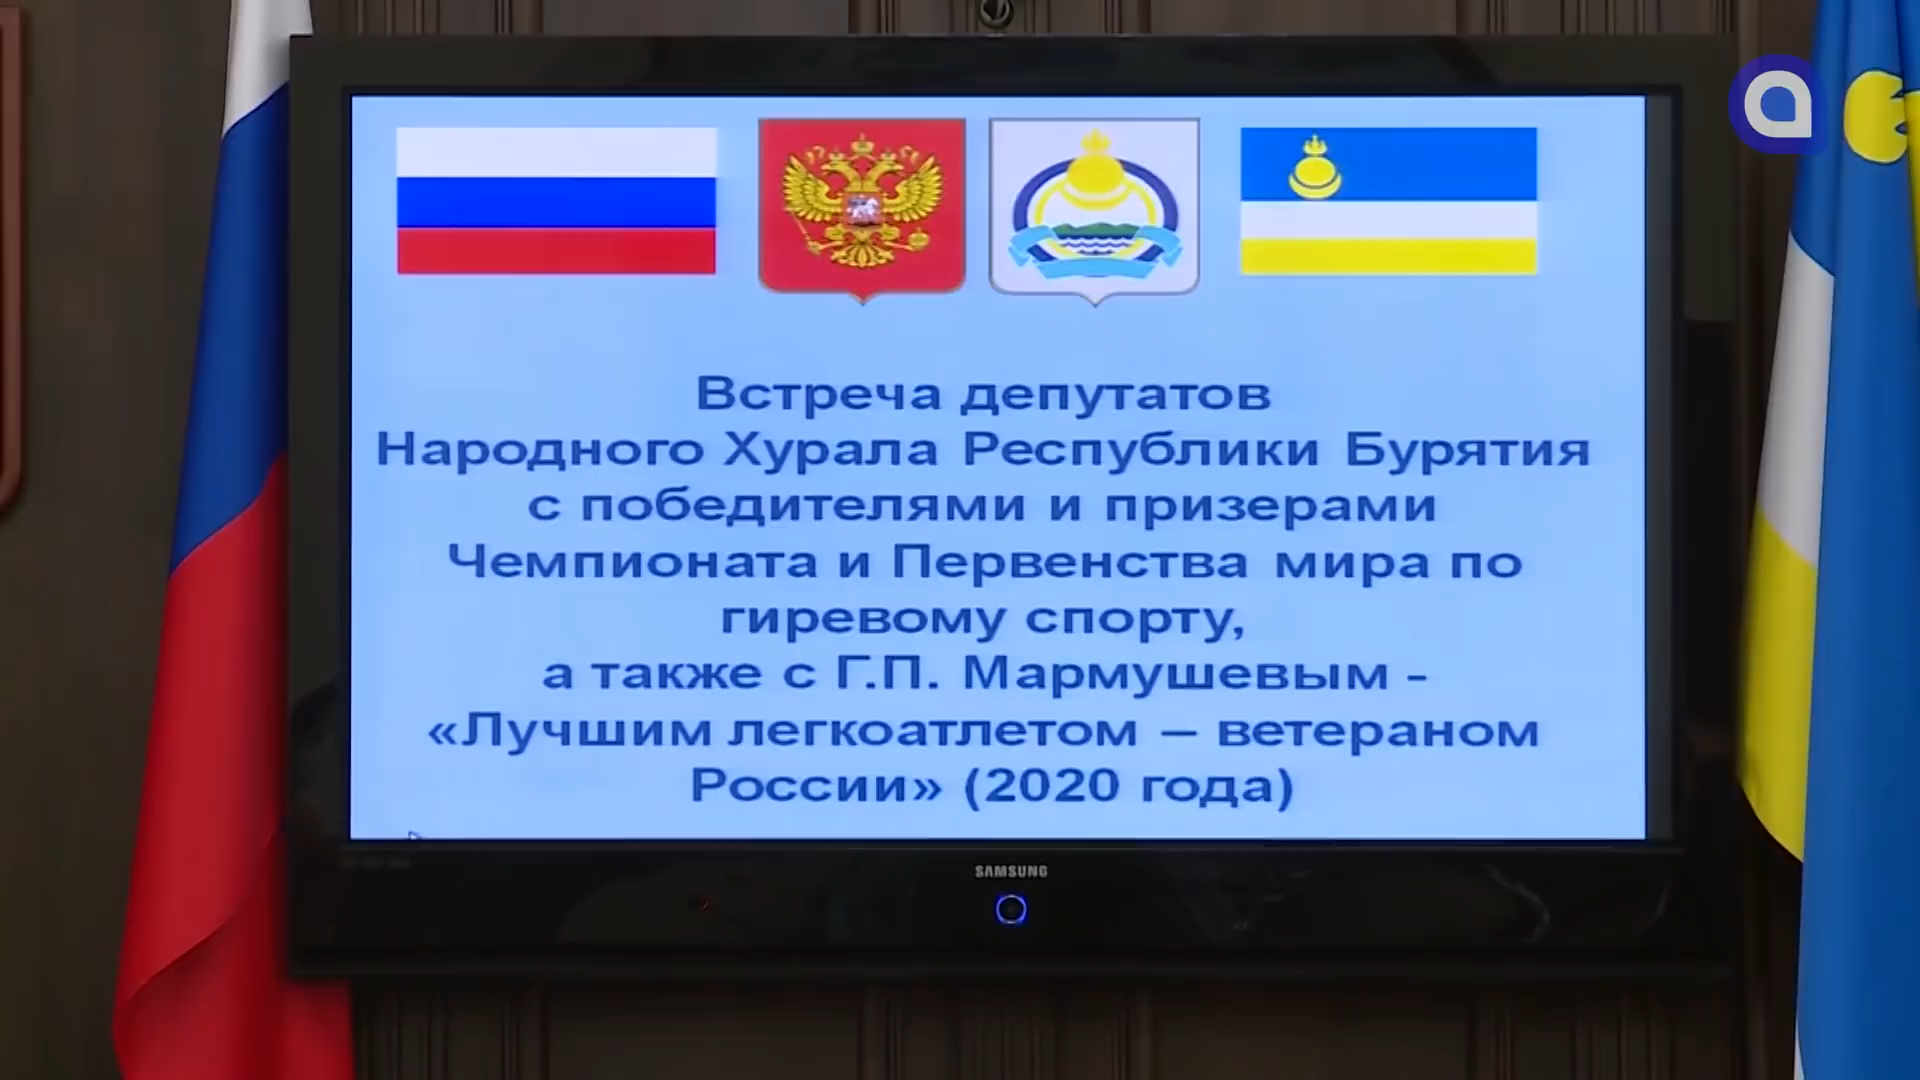 Встреча депутатов
Народного Хурала Республики Бурятия
с победителями и призерами
Чемпионата и Первенства мира по
гиревому спорту,
а также с Г.П. Мармушевым -
«Лучшим легкоатлетом – ветераном
России» (2020 года)
SAMSUNG